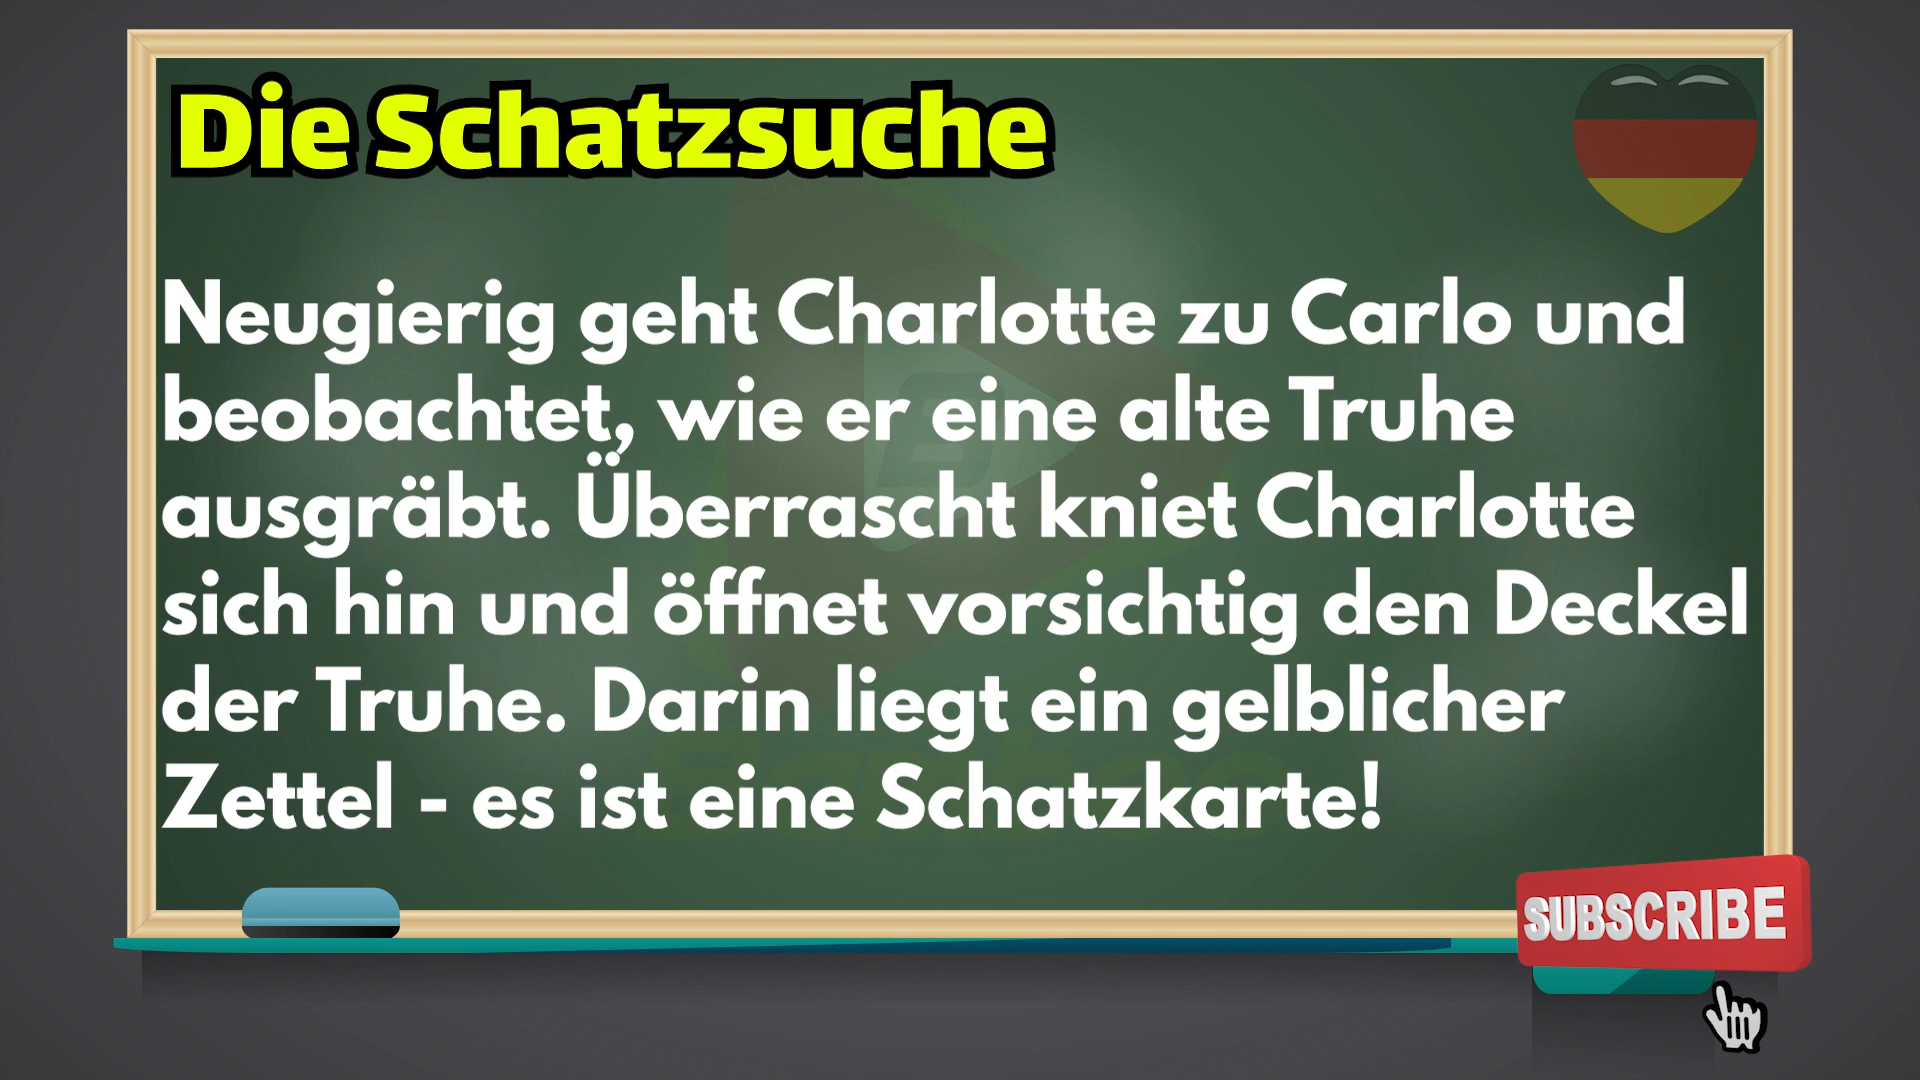 Die Schatzsuche
Neugierig geht Charlotte zu Carlo und
beobachtet, wie er eine alte Truhe
ausgräbt. Überrascht kniet Charlotte
sich hin und öffnet vorsichtig den Deckel
der Truhe. Darin liegt ein gelblicher
Zettel - es ist eine Schatzkarte!
SUBSCRIBE